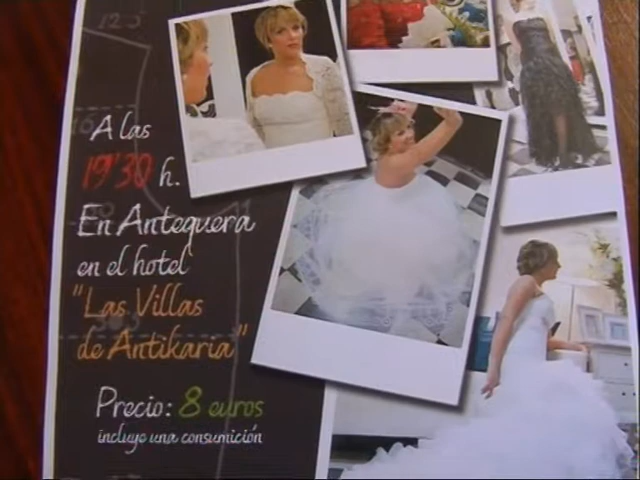 A las
19'30 h.
En Antequera
en el hotel
"Las Villas
de Antikaria"
Precio: 8 euros
incluye una consumición